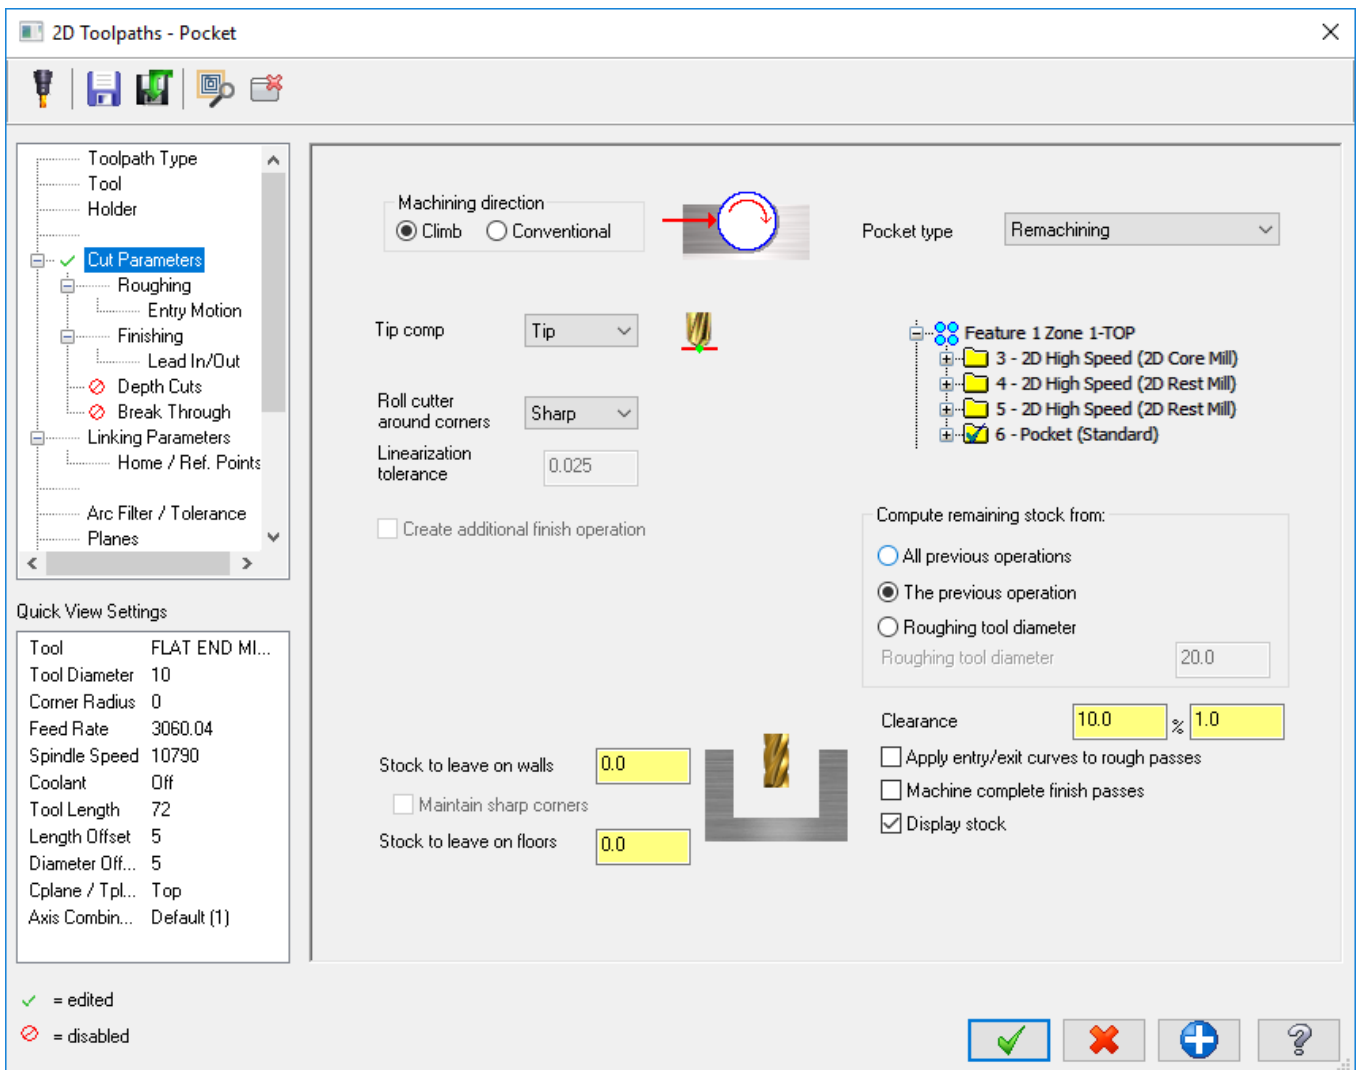 2D Toolpaths - Pocket
Toolpath Type
Tool
Holder
Cut Parameters
Roughing
Entry Motion
Finishing
Lead In/Out
Depth Cuts
Break Through
Linking Parameters
Home / Ref. Points
Arc Filter / Tolerance
Planes
Quick View Settings
Tool FLAT END MI...
Tool Diameter 10
Corner Radius 0
Feed Rate 3060.04
Spindle Speed 10790
Coolant Off
Tool Length 72
Length Offset 5
Diameter Off... 5
Cplane / Tpl... Top
Axis Combin... Default (1)
= edited
= disabled
Machining direction
Climb Conventional
Tip comp Tip
Roll cutter
around corners Sharp
Linearization
tolerance 0.025
Create additional finish operation
Stock to leave on walls 0.0
Maintain sharp corners
Stock to leave on floors 0.0
Pocket type Remachining
Feature 1 Zone 1-TOP
3 - 2D High Speed (2D Core Mill)
4 - 2D High Speed (2D Rest Mill)
5 - 2D High Speed (2D Rest Mill)
6 - Pocket (Standard)
Compute remaining stock from:
All previous operations
The previous operation
Roughing tool diameter
Roughing tool diameter 20.0
Clearance 10.0 % 1.0
Apply entry/exit curves to rough passes
Machine complete finish passes
Display stock